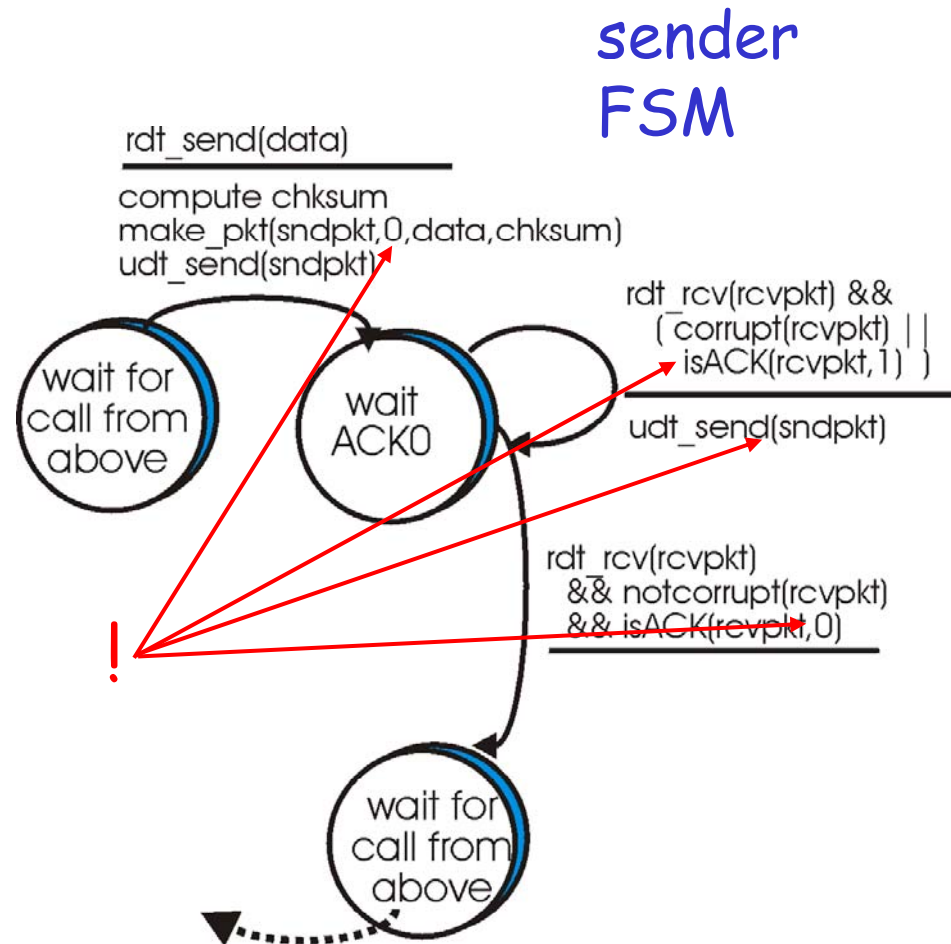 sender
FSM
rdt_send(data)
compute chksum
make_pkt(sndpkt,0,data,chksum)
udt_send(sndpkt)
rdt_rcv(rcvpkt) &&
( corrupt(rcvpkt) ||
isACK(rcvpkt,1) )
udt_send(sndpkt)
wait for
call from
above
wait
ACK0
rdt_rcv(rcvpkt)
&& notcorrupt(rcvpkt)
&& isACK(revpkt,0)
!
wait for
call from
above